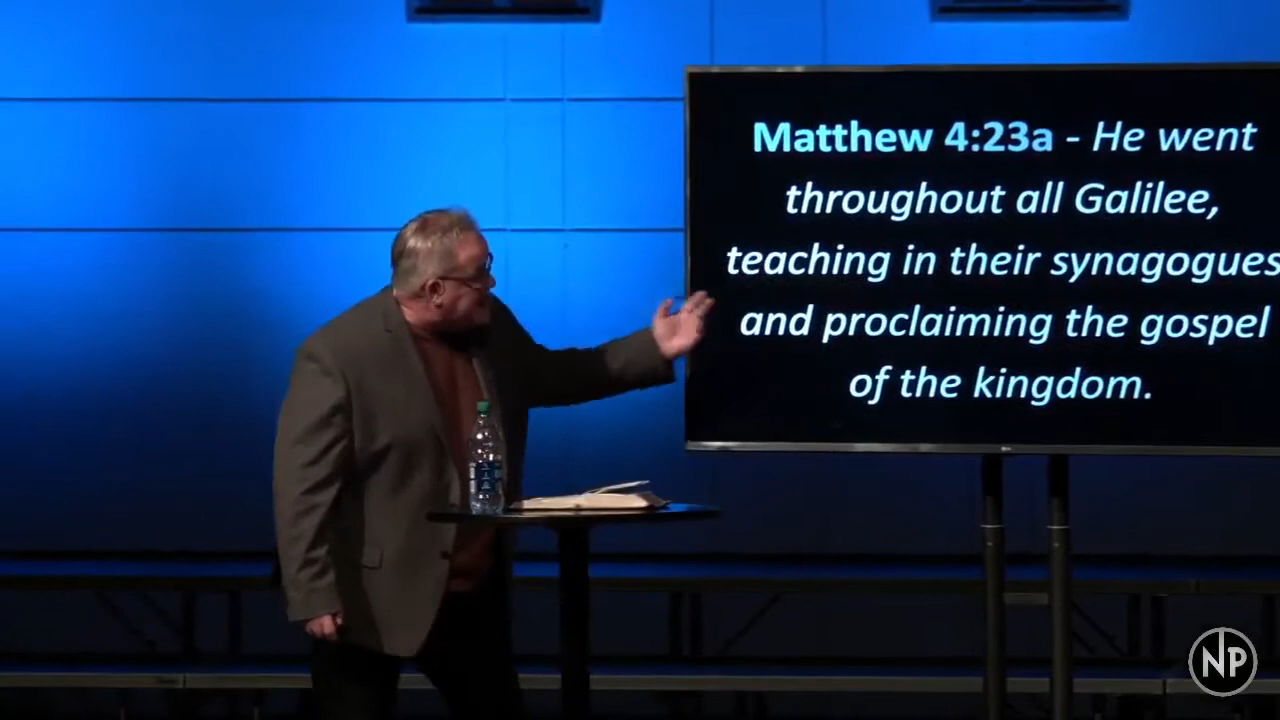 Matthew 4:23a - He went
throughout all Galilee,
teaching in their synagogues
and proclaiming the gospel
of the kingdom.
NP